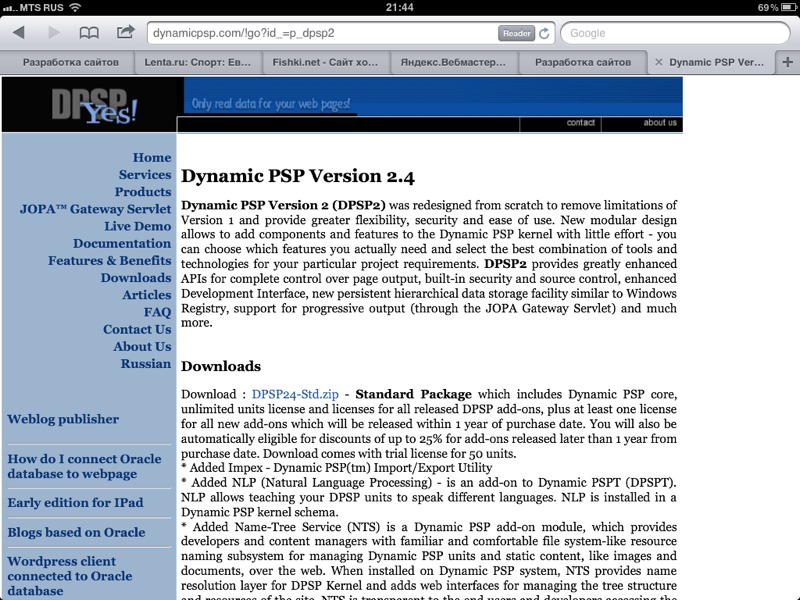 MTS RUS
21:44
69%
dynamicpsp.com/!go?id_=p_dpsp2
Reader
Google
Разработка сайтов
Lenta.ru: Спорт: Ев...
Fishki.net - Сайт хо...
Яндекс.Вебмастер...
Разработка сайтов
Dynamic PSP Ver...
DPSP
Yes!
Only real data for your web pages!
contact
about us
Home
Services
Products
JOPA™ Gateway Servlet
Live Demo
Documentation
Features & Benefits
Downloads
Articles
FAQ
Contact Us
About Us
Russian
Weblog publisher
How do I connect Oracle
database to webpage
Early edition for IPad
Blogs based on Oracle
Wordpress client
connected to Oracle
database
Dynamic PSP Version 2.4
Dynamic PSP Version 2 (DPSP2) was redesigned from scratch to remove limitations of
Version 1 and provide greater flexibility, security and ease of use. New modular design
allows to add components and features to the Dynamic PSP kernel with little effort - you
can choose which features you actually need and select the best combination of tools and
technologies for your particular project requirements. DPSP2 provides greatly enhanced
APIs for complete control over page output, built-in security and source control, enhanced
Development Interface, new persistent hierarchical data storage facility similar to Windows
Registry, support for progressive output (through the JOPA Gateway Servlet) and much
more.
Downloads
Download : DPSP24-Std.zip - Standard Package which includes Dynamic PSP core,
unlimited units license and licenses for all released DPSP add-ons, plus at least one license
for all new add-ons which will be released within 1 year of purchase date. You will also be
automatically eligible for discounts of up to 25% for add-ons released later than 1 year from
purchase date. Download comes with trial license for 50 units.
* Added Impex - Dynamic PSP(tm) Import/Export Utility
* Added NLP (Natural Language Processing) - is an add-on to Dynamic PSPT (DPSPT).
NLP allows teaching your DPSP units to speak different languages. NLP is installed in a
Dynamic PSP kernel schema.
* Added Name-Tree Service (NTS) is a Dynamic PSP add-on module, which provides
developers and content managers with familiar and comfortable file system-like resource
naming subsystem for managing Dynamic PSP units and static content, like images and
documents, over the web. When installed on Dynamic PSP system, NTS provides name
resolution layer for DPSP Kernel and adds web interfaces for managing the tree structure
and resources of the site. NTS is transparent to the end users and developers accessing the